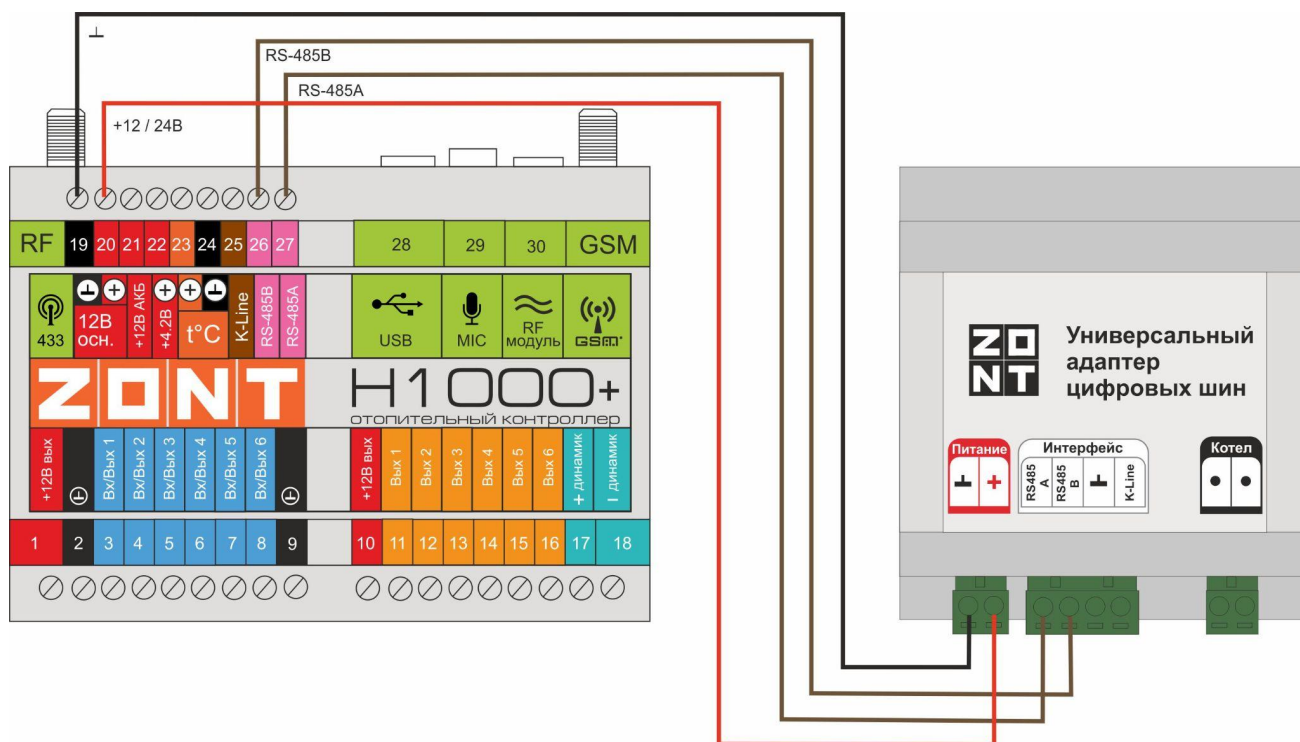 ⊥
RS-485B
RS-485A
+12 / 24В
RF 19 20 21 22 23 24 25 26 27 28 29 30 GSM
433
12В
осн.
+12В АКБ
+4.2В
t°C
K-Line
RS-485B
RS-485A
USB
MIC
RF
модуль
GSM
ZONT
H1000+
отопительный контроллер
+12В вых
Вх/Вых 1
Вх/Вых 2
Вх/Вых 3
Вх/Вых 4
Вх/Вых 5
Вх/Вых 6
+12В вых
Вых 1
Вых 2
Вых 3
Вых 4
Вых 5
Вых 6
+ динамик
– динамик
1 2 3 4 5 6 7 8 9 10 11 12 13 14 15 16 17 18
ZONT
Универсальный
адаптер
цифровых шин
Питание
Интерфейс
RS485
A
RS485
B
K-Line
Котел